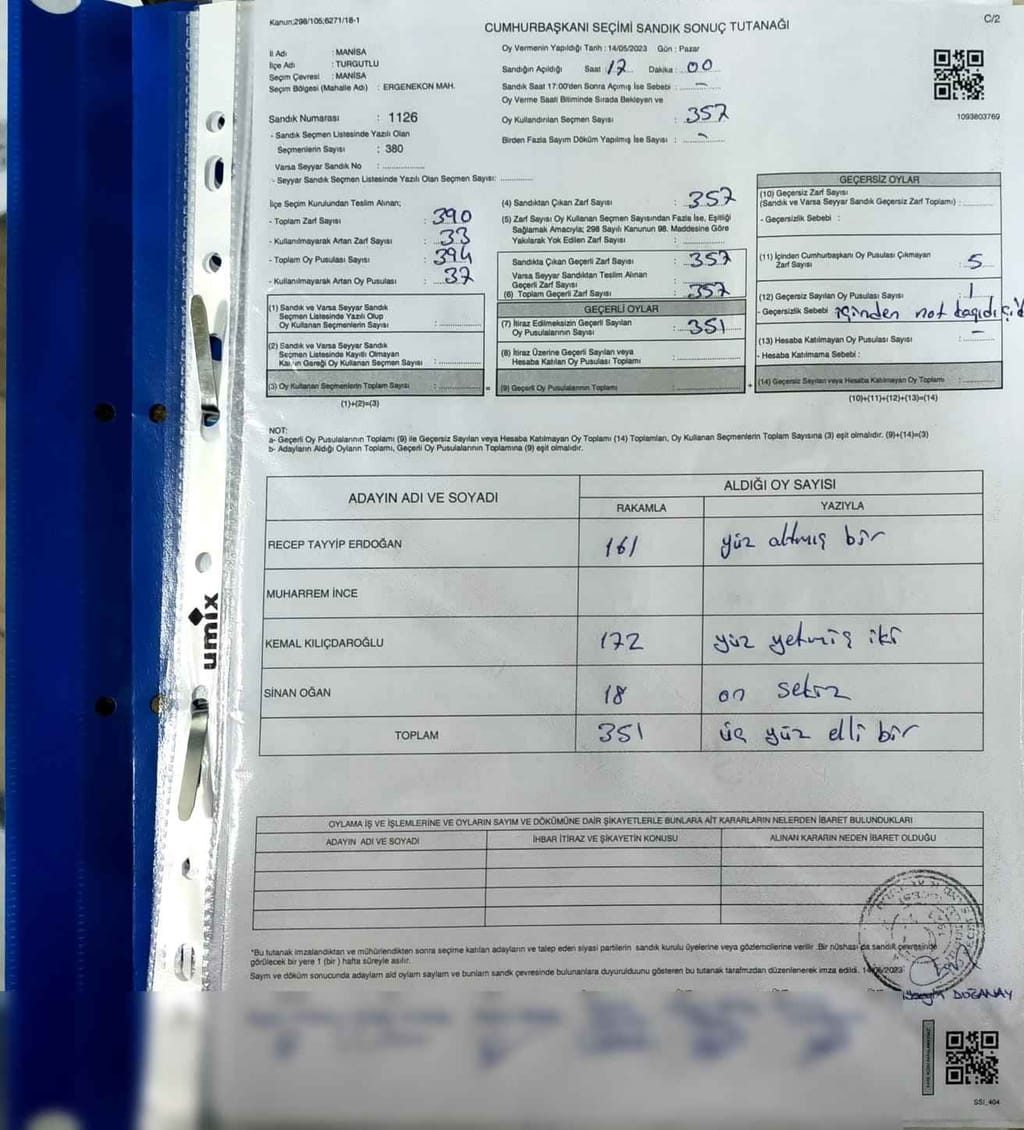 Kanun:298/105;6271/18-1
C/2
CUMHURBAŞKANI SEÇİMİ SANDIK SONUÇ TUTANAĞI
İl Adı : MANİSA
İlçe Adı : TURGUTLU
Seçim Çevresi : MANİSA
Seçim Bölgesi (Mahalle Adı) : ERGENEKON MAH.
Oy Vermenin Yapıldığı Tarih : 14/05/2023 Gün : Pazar
Sandığın Açıldığı Saat : 17 Dakika : 00
Sandık Saat 17:00'den Sonra Açımış İse Sebebi : -
Oy Verme Saati Bitiminde Sırada Bekleyen ve
Oy Kullandırılan Seçmen Sayısı : 357
Birden Fazla Sayım Döküm Yapılmış İse Sayısı : -
1093803769
Sandık Numarası : 1126
- Sandık Seçmen Listesinde Yazılı Olan
Seçmenlerin Sayısı : 380
Varsa Seyyar Sandık No :
- Seyyar Sandık Seçmen Listesinde Yazılı Olan Seçmen Sayısı:
İlçe Seçim Kurulundan Teslim Alınan;
- Toplam Zarf Sayısı : 390
- Kullanılmayarak Artan Zarf Sayısı : 33
- Toplam Oy Pusulası Sayısı : 394
- Kullanılmayarak Artan Oy Pusulası : 37
(1) Sandık ve Varsa Seyyar Sandık
Seçmen Listesinde Yazılı Olup
Oy Kullanan Seçmenlerin Sayısı :
(2) Sandık ve Varsa Seyyar Sandık
Seçmen Listesinde Kayıtlı Olmayan
Kanun Gereği Oy Kullanan Seçmen Sayısı :
(3) Oy Kullanan Seçmenlerin Toplam Sayısı :
(1)+(2)=(3)
(4) Sandıktan Çıkan Zarf Sayısı : 357
(5) Zarf Sayısı Oy Kullanan Seçmen Sayısından Fazla İse, Eşitliği
Sağlamak Amacıyla; 298 Sayılı Kanunun 98. Maddesine Göre
Yakılarak Yok Edilen Zarf Sayısı :
Sandıkta Çıkan Geçerli Zarf Sayısı : 357
Varsa Seyyar Sandıktan Teslim Alınan
Geçerli Zarf Sayısı :
(6) Toplam Geçerli Zarf Sayısı : 357
GEÇERLİ OYLAR
(7) İtiraz Edilmeksizin Geçerli Sayılan
Oy Pusulalarının Sayısı : 351
(8) İtiraz Üzerine Geçerli Sayılan veya
Hesaba Katılan Oy Pusulası Toplamı :
= (9) Geçerli Oy Pusulalarının Toplamı :
GEÇERSİZ OYLAR
(10) Geçersiz Zarf Sayısı
(Sandık ve Varsa Seyyar Sandık Geçersiz Zarf Toplamı) :
- Geçersizlik Sebebi :
(11) İçinden Cumhurbaşkanı Oy Pusulası Çıkmayan
Zarf Sayısı : 5
(12) Geçersiz Sayılan Oy Pusulası Sayısı : 1
- Geçersizlik Sebebi : içinden not kağıdı
(13) Hesaba Katılmayan Oy Pusulası Sayısı : -
- Hesaba Katılmama Sebebi :
+ (14) Geçersiz Sayılan veya Hesaba Katılmayan Oy Toplamı :
(10)+(11)+(12)+(13)=(14)
NOT:
a- Geçerli Oy Pusulalarının Toplamı (9) ile Geçersiz Sayılan veya Hesaba Katılmayan Oy Toplamı (14) Toplamları, Oy Kullanan Seçmenlerin Toplam Sayısına (3) eşit olmalıdır. (9)+(14)=(3)
b- Adayların Aldığı Oyların Toplamı, Geçerli Oy Pusulalarının Toplamına (9) eşit olmalıdır.
ADAYIN ADI VE SOYADI
ALDIĞI OY SAYISI
RAKAMLA YAZIYLA
RECEP TAYYİP ERDOĞAN 161 yüz altmış bir
MUHARREM İNCE
KEMAL KILIÇDAROĞLU 172 yüz yetmiş iki
SİNAN OĞAN 18 on sekiz
TOPLAM 351 üç yüz elli bir
umix
OYLAMA İŞ VE İŞLEMLERİNE VE OYLARIN SAYIM VE DÖKÜMÜNE DAİR ŞİKAYETLERLE BUNLARA AİT KARARLARIN NELERDEN İBARET BULUNDUKLARI
ADAYIN ADI VE SOYADI İHBAR İTİRAZ VE ŞİKAYETİN KONUSU ALINAN KARARIN NEDEN İBARET OLDUĞU
*Bu tutanak imzalandıktan ve mühürlendikten sonra seçime katılan adayların ve talep eden siyasi partilerin sandık kurulu üyelerine veya gözlemcilerine verilir .Bir nüshası da sandık çevresinde
görülecek bir yere 1 (bir ) hafta süreyle asılır.
Sayım ve döküm sonucunda adayların aldı oyların sayların ve bunların sandk çevresinde bulunanlara duyurulduunu gösteren bu tutanak tarafmızdan düzenlenerek imza edildi. 14/05/2023
DOĞANAY
SSI_404